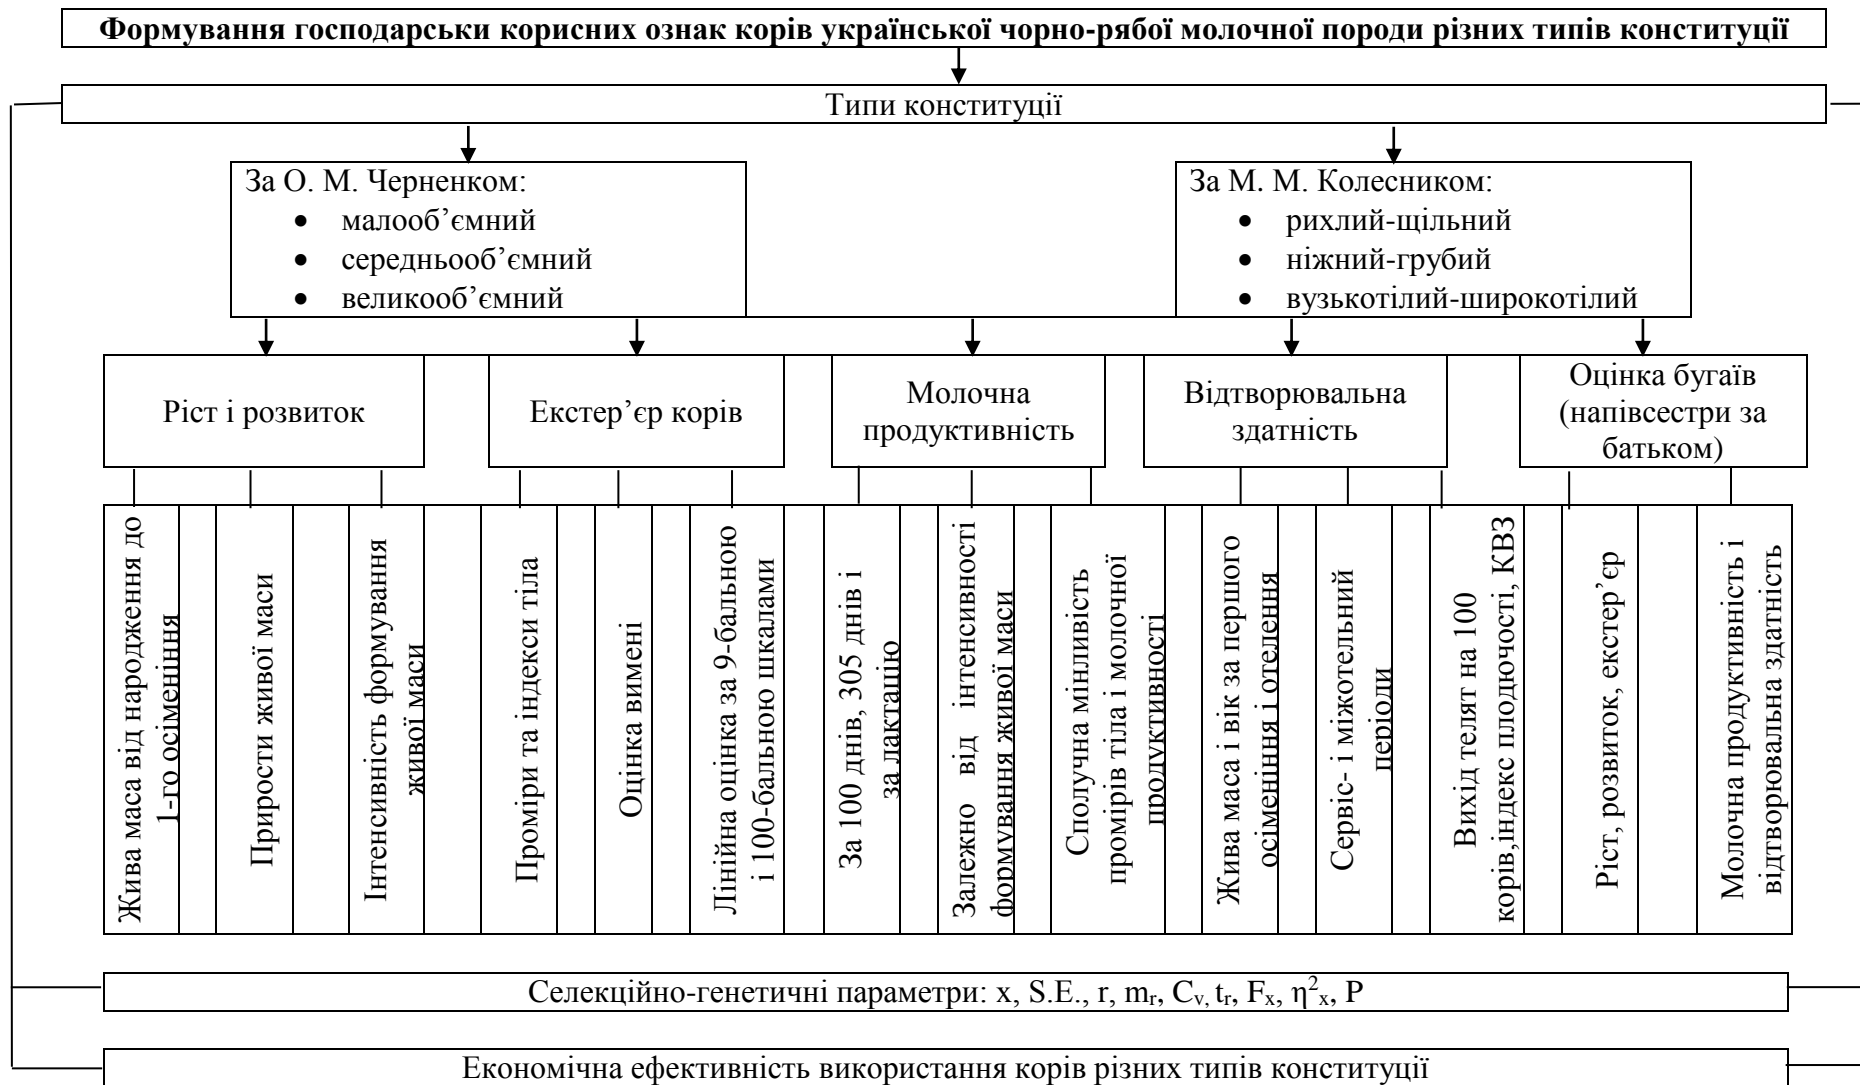 Формування господарськи корисних ознак корів української чорно-рябої молочної породи різних типів конституції
Типи конституції
За О. М. Черненком:
• малооб’ємний
• середньооб’ємний
• великооб’ємний
За М. М. Колесником:
• рихлий-щільний
• ніжний-грубий
• вузькотілий-широкотілий
Ріст і розвиток
Екстер’єр корів
Молочна
продуктивність
Відтворювальна
здатність
Оцінка бугаїв
(напівсестри за
батьком)
Жива маса від народження до
1-го осіменіння
Прирости живої маси
Інтенсивність формування
живої маси
Проміри та індекси тіла
Оцінка вимені
Лінійна оцінка за 9-бальною
і 100-бальною шкалами
За 100 днів, 305 днів і
за лактацію
Залежно від інтенсивності
формування живої маси
Сполучна мінливість
промірів тіла і молочної
продуктивності
Жива маса і вік за першого
осіменіння і отелення
Сервіс- і міжотельний
періоди
Вихід телят на 100
корів,індекс плодючості, КВЗ
Ріст, розвиток, екстер’єр
Молочна продуктивність і
відтворювальна здатність
Селекційно-генетичні параметри: x, S.E., r, mᵣ, Cᵥ, tᵣ, Fₓ, η²ₓ, P
Економічна ефективність використання корів різних типів конституції